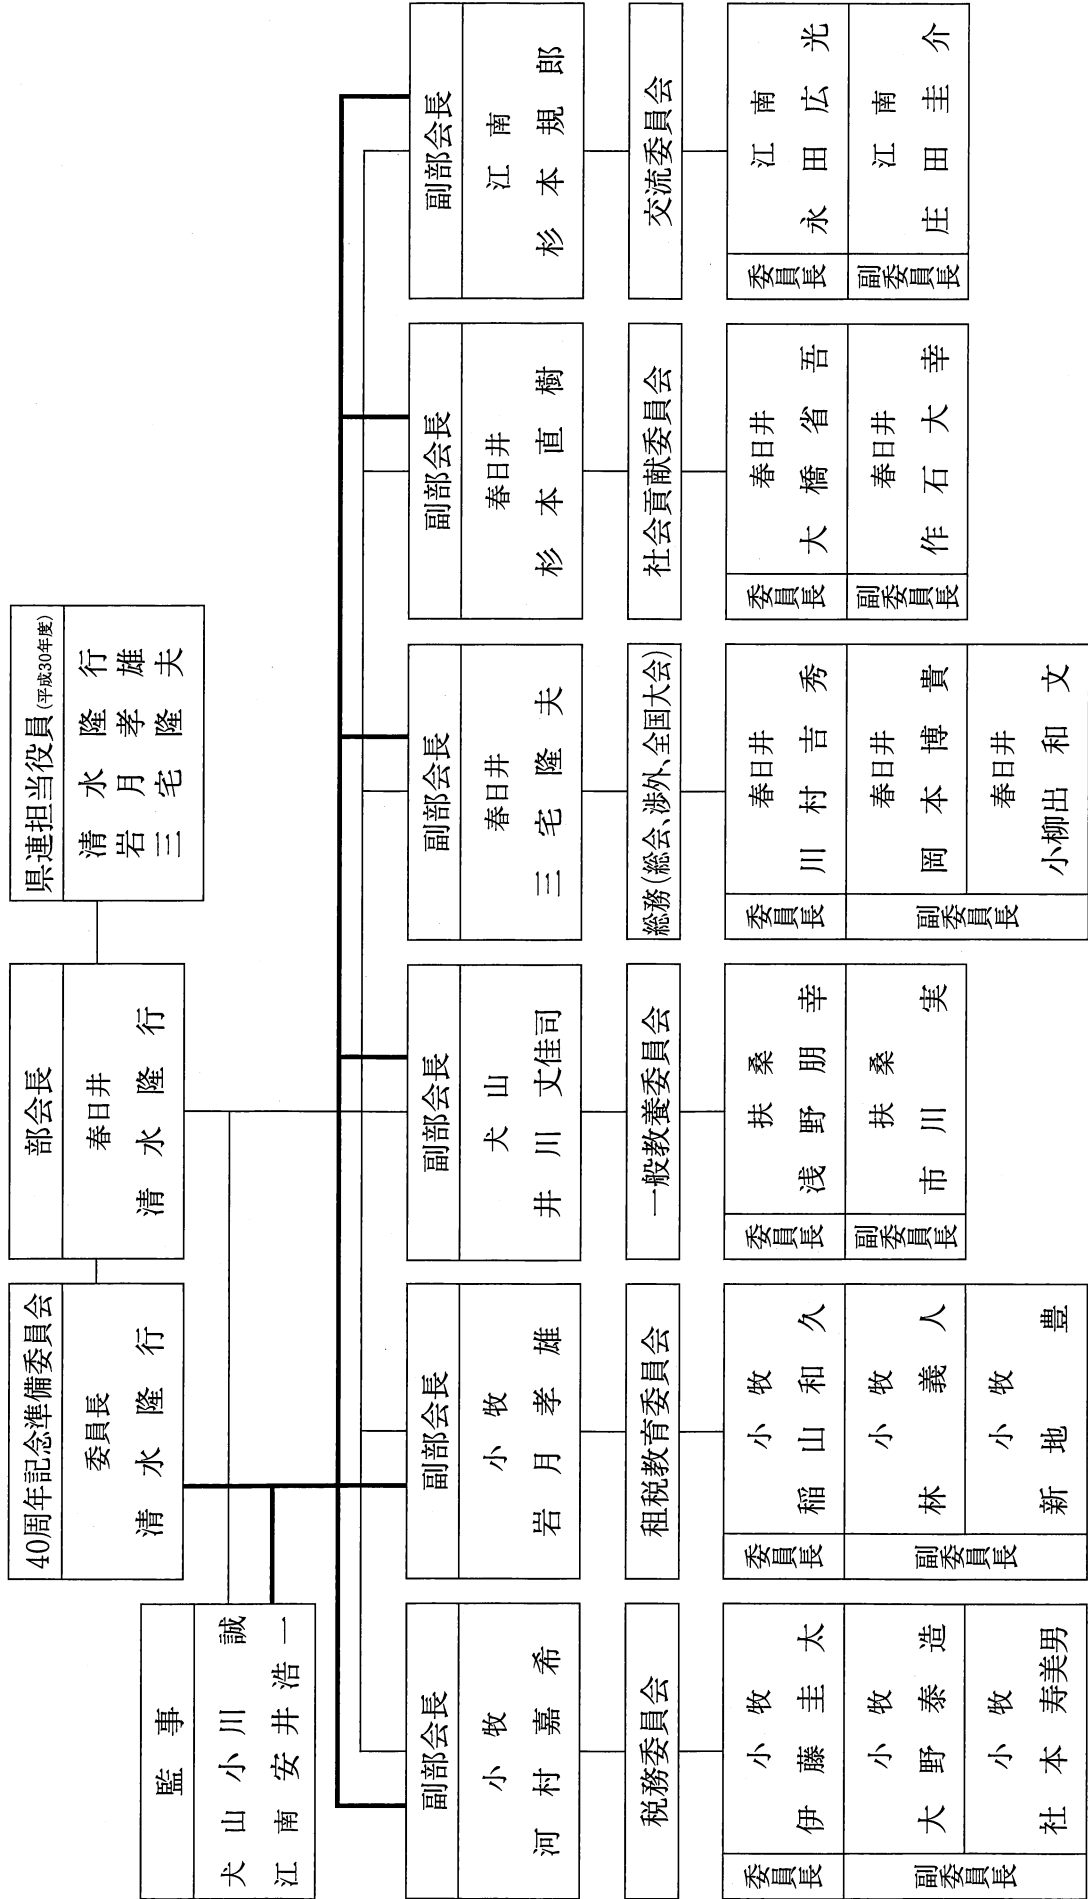 40周年記念準備委員会
委員長
清水隆行
部会長
春日井
清水隆行
県連担当役員(平成30年度)
清水隆行
岩月孝雄
三宅隆夫
監事
犬山 小川 誠
江南 安井浩一
副部会長
小牧
河村嘉希
税務委員会
委員長
小牧
伊藤圭太
副委員長
小牧
大野泰造
小牧
社本寿美男
副部会長
小牧
岩月孝雄
租税教育委員会
委員長
小牧
稲山和久
副委員長
小牧
林義人
小牧
新地豊
副部会長
犬山
井川丈佳司
一般教養委員会
委員長
扶桑
浅野朋幸
副委員長
扶桑
市川実
副部会長
春日井
三宅隆夫
総務(総会、渉外、全国大会)
委員長
春日井
川村吉秀
副委員長
春日井
岡本博貴
春日井
小柳出和文
副部会長
春日井
杉本直樹
社会貢献委員会
委員長
春日井
大橋省吾
副委員長
春日井
作石大幸
副部会長
江南
杉本規郎
交流委員会
委員長
江南
永田広光
副委員長
江南
庄田圭介